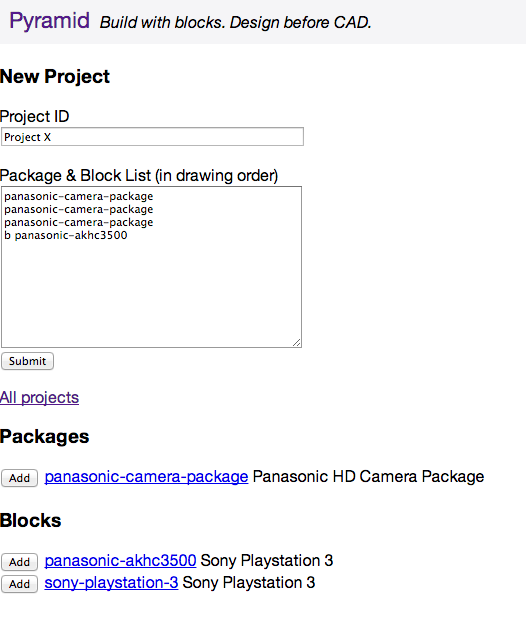 Pyramid Build with blocks. Design before CAD.
New Project
Project ID
Project X
Package & Block List (in drawing order)
panasonic-camera-package
panasonic-camera-package
panasonic-camera-package
b panasonic-akhc3500
Submit
All projects
Packages
Add panasonic-camera-package Panasonic HD Camera Package
Blocks
Add panasonic-akhc3500 Sony Playstation 3
Add sony-playstation-3 Sony Playstation 3